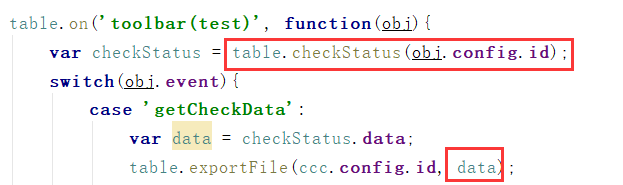 table.on('toolbar(test)', function(obj){
var checkStatus = table.checkStatus(obj.config.id);
switch(obj.event){
case 'getCheckData':
var data = checkStatus.data;
table.exportFile(ccc.config.id, data);